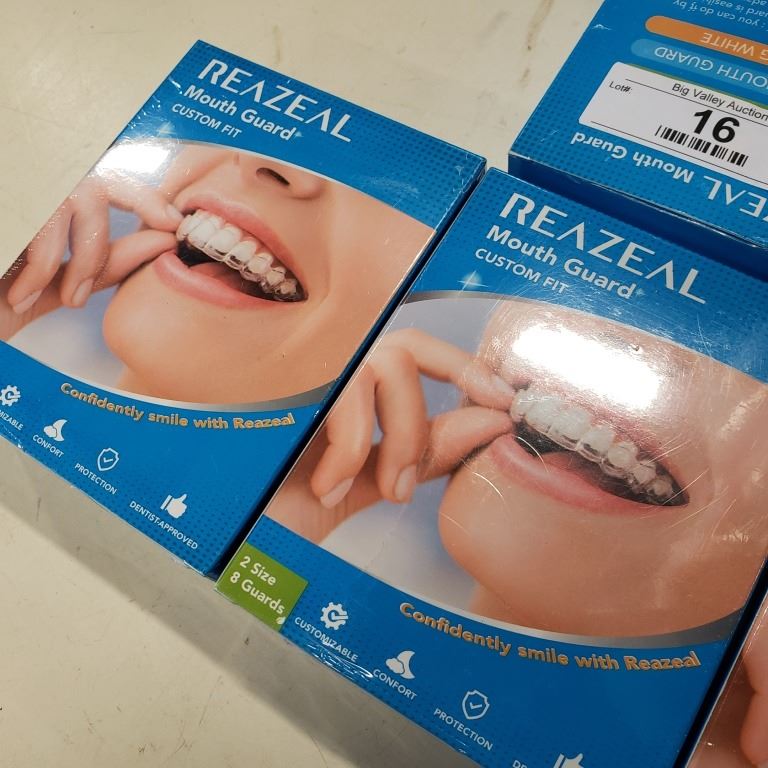 REAZEAL
Mouth Guard
CUSTOM FIT
Confidently smile with Reazeal
CONFORT
PROTECTION
DENTIST-APPROVED
REAZEAL
Mouth Guard
CUSTOM FIT
2 Size
8 Guards
Confidently smile with Reazeal
CUSTOMIZABLE
CONFORT
PROTECTION
WHITE
MOUTH GUARD
Lot#:
Big Valley Auction
16
Mouth Guard